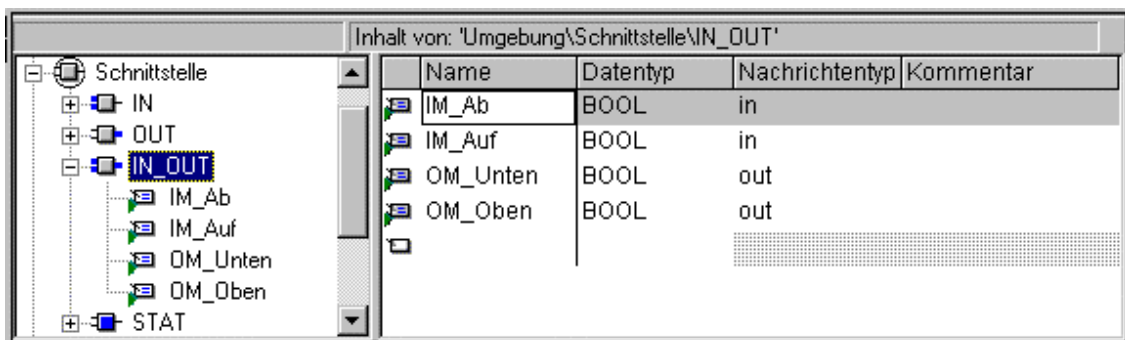 Inhalt von: 'Umgebung\Schnittstelle\IN_OUT'
Schnittstelle
IN
OUT
IN_OUT
IM_Ab
IM_Auf
OM_Unten
OM_Oben
STAT
Name Datentyp Nachrichtentyp Kommentar
IM_Ab BOOL in
IM_Auf BOOL in
OM_Unten BOOL out
OM_Oben BOOL out